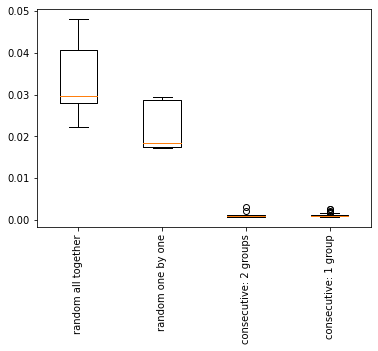 0.05
0.04
0.03
0.02
0.01
0.00
random all together
random one by one
consecutive: 2 groups
consecutive: 1 group